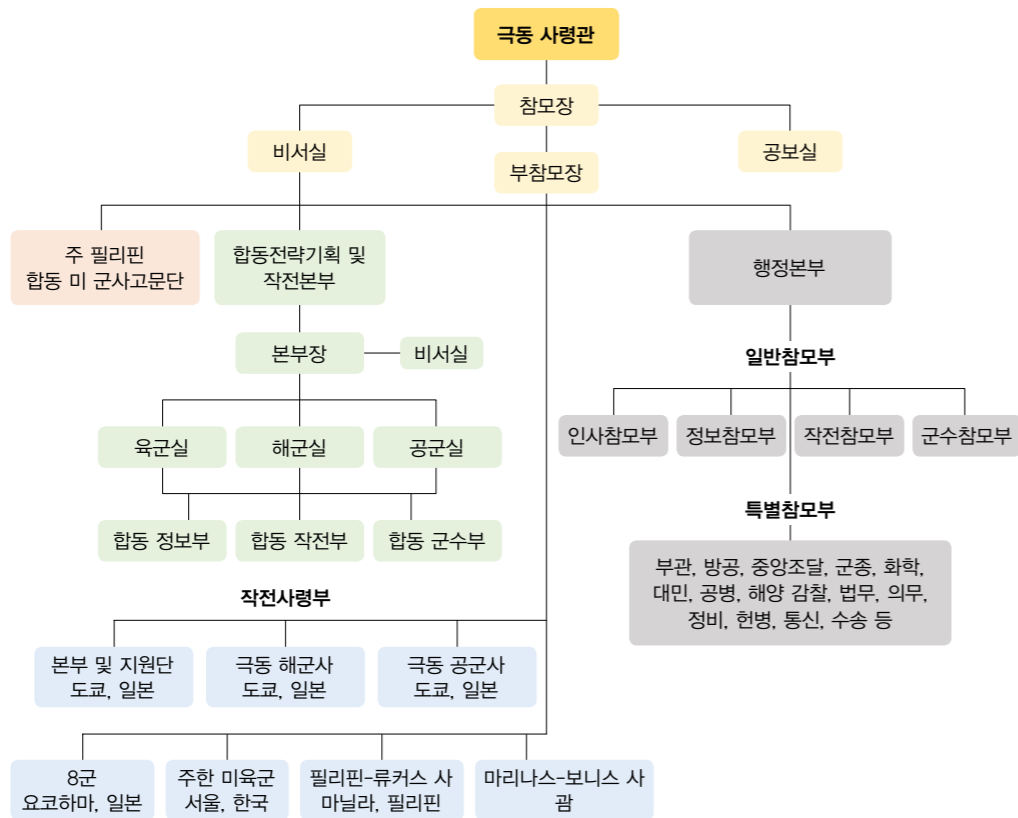 극동 사령관
참모장
비서실
공보실
부참모장
주 필리핀
합동 미 군사고문단
합동전략기획 및
작전본부
행정본부
본부장
비서실
일반참모부
육군실
해군실
공군실
인사참모부
정보참모부
작전참모부
군수참모부
합동 정보부
합동 작전부
합동 군수부
특별참모부
부관, 방공, 중앙조달, 군종, 화학,
대민, 공병, 해양 감찰, 법무, 의무,
정비, 헌병, 통신, 수송 등
작전사령부
본부 및 지원단
도쿄, 일본
극동 해군사
도쿄, 일본
극동 공군사
도쿄, 일본
8군
요코하마, 일본
주한 미육군
서울, 한국
필리핀-류커스 사
마닐라, 필리핀
마리나스-보니스 사
괌